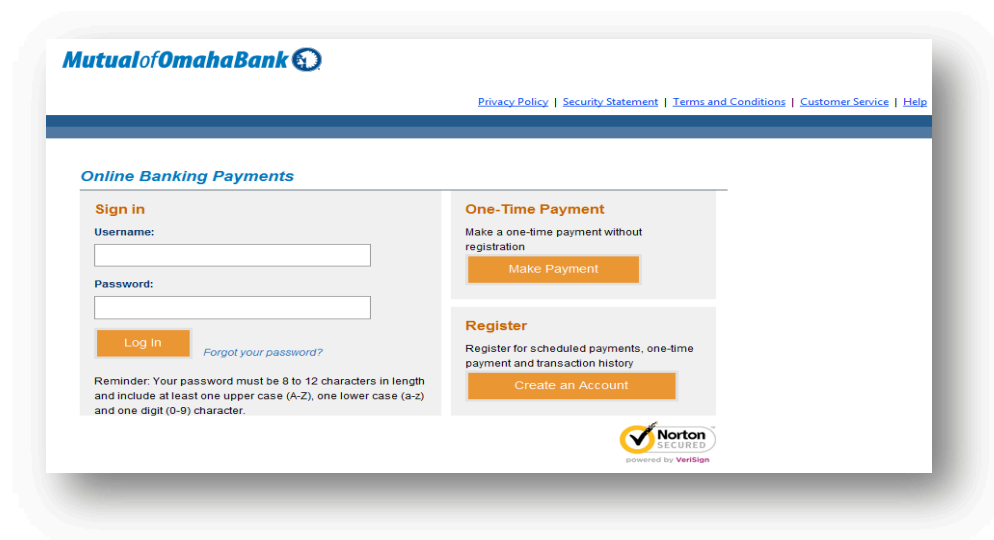 MutualofOmahaBank
Privacy Policy | Security Statement | Terms and Conditions | Customer Service | Help
Online Banking Payments
Sign in
Username:
Password:
Log In
Forgot your password?
Reminder: Your password must be 8 to 12 characters in length
and include at least one upper case (A-Z), one lower case (a-z)
and one digit (0-9) character.
One-Time Payment
Make a one-time payment without
registration
Make Payment
Register
Register for scheduled payments, one-time
payment and transaction history
Create an Account
Norton
SECURED
powered by VeriSign